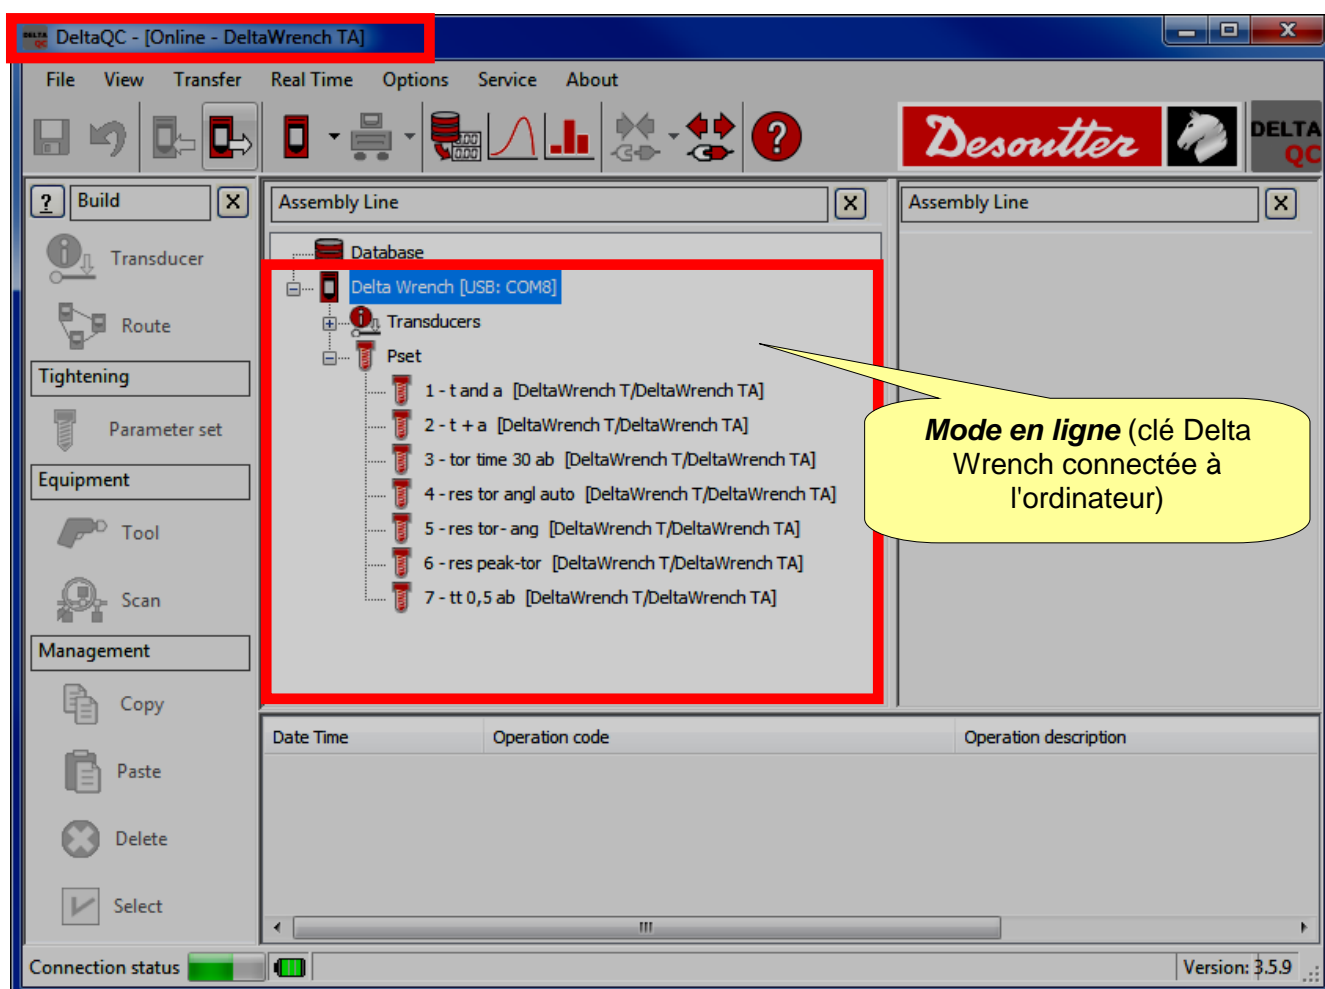 DELTA
QC
DeltaQC - [Online - DeltaWrench TA]
File View Transfer Real Time Options Service About
Desoutter
DELTA
QC
? Build X
Assembly Line X
Assembly Line X
Transducer
Route
Tightening
Parameter set
Equipment
Tool
Scan
Management
Copy
Paste
Delete
Select
Database
Delta Wrench [USB: COM8]
Transducers
Pset
1 - t and a [DeltaWrench T/DeltaWrench TA]
2 - t + a [DeltaWrench T/DeltaWrench TA]
3 - tor time 30 ab [DeltaWrench T/DeltaWrench TA]
4 - res tor angl auto [DeltaWrench T/DeltaWrench TA]
5 - res tor- ang [DeltaWrench T/DeltaWrench TA]
6 - res peak-tor [DeltaWrench T/DeltaWrench TA]
7 - tt 0,5 ab [DeltaWrench T/DeltaWrench TA]
Mode en ligne (clé Delta
Wrench connectée à
l'ordinateur)
Date Time Operation code Operation description
Connection status
Version: 3.5.9